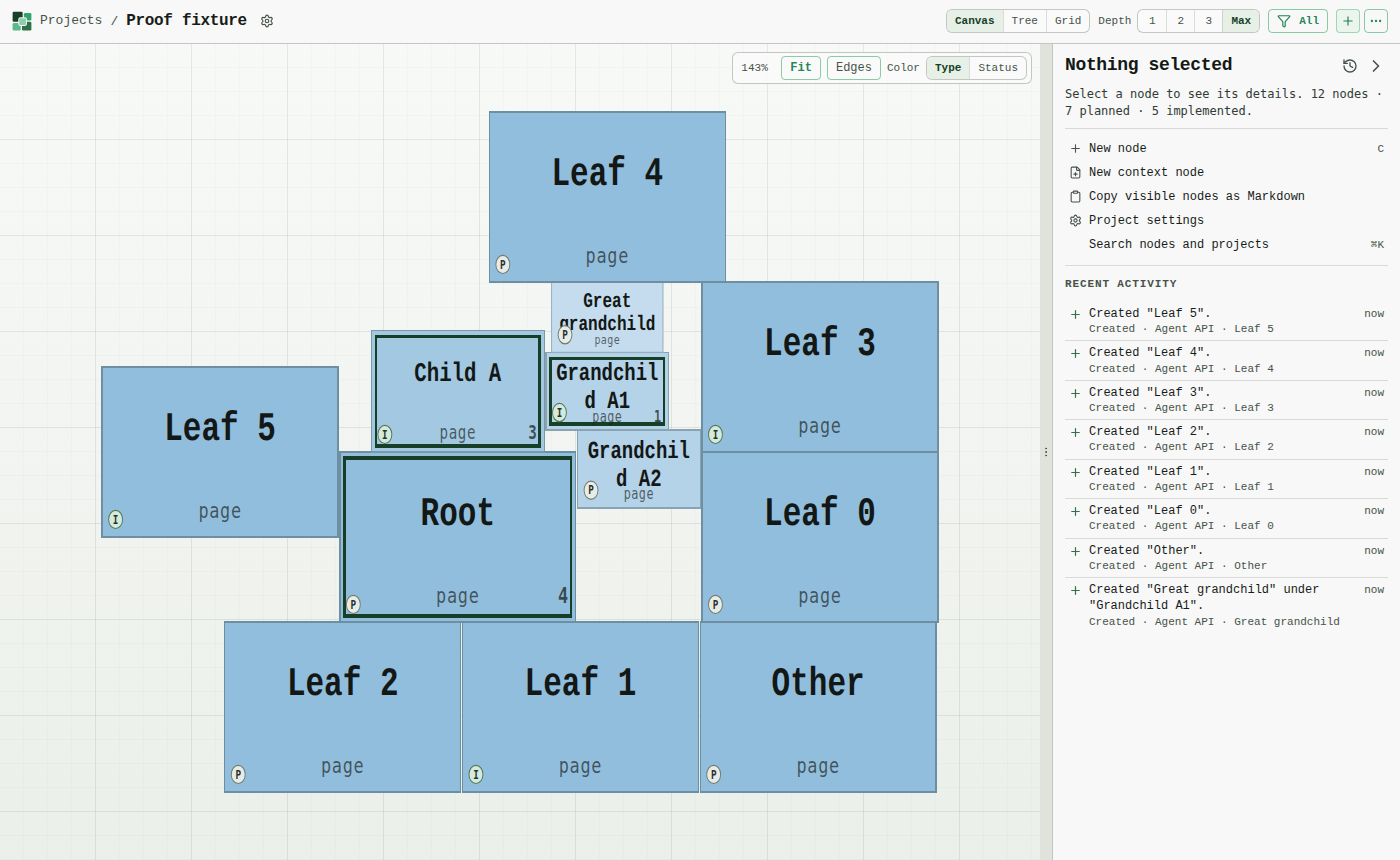 Projects / Proof fixture
Canvas Tree Grid Depth 1 2 3 Max All
143% Fit Edges Color Type Status
Leaf 4
page
P
Great
grandchild
P
page
Leaf 3
page
I
Child A
page
I
3
Grandchil
d A1
page
I
1
Leaf 5
page
I
Grandchil
d A2
page
P
Root
page
P
4
Leaf 0
page
P
Leaf 2
page
P
Leaf 1
page
I
Other
page
P
Nothing selected
Select a node to see its details. 12 nodes ·
7 planned · 5 implemented.
New node C
New context node
Copy visible nodes as Markdown
Project settings
Search nodes and projects ⌘K
RECENT ACTIVITY
Created "Leaf 5". now
Created · Agent API · Leaf 5
Created "Leaf 4". now
Created · Agent API · Leaf 4
Created "Leaf 3". now
Created · Agent API · Leaf 3
Created "Leaf 2". now
Created · Agent API · Leaf 2
Created "Leaf 1". now
Created · Agent API · Leaf 1
Created "Leaf 0". now
Created · Agent API · Leaf 0
Created "Other". now
Created · Agent API · Other
Created "Great grandchild" under now
"Grandchild A1".
Created · Agent API · Great grandchild